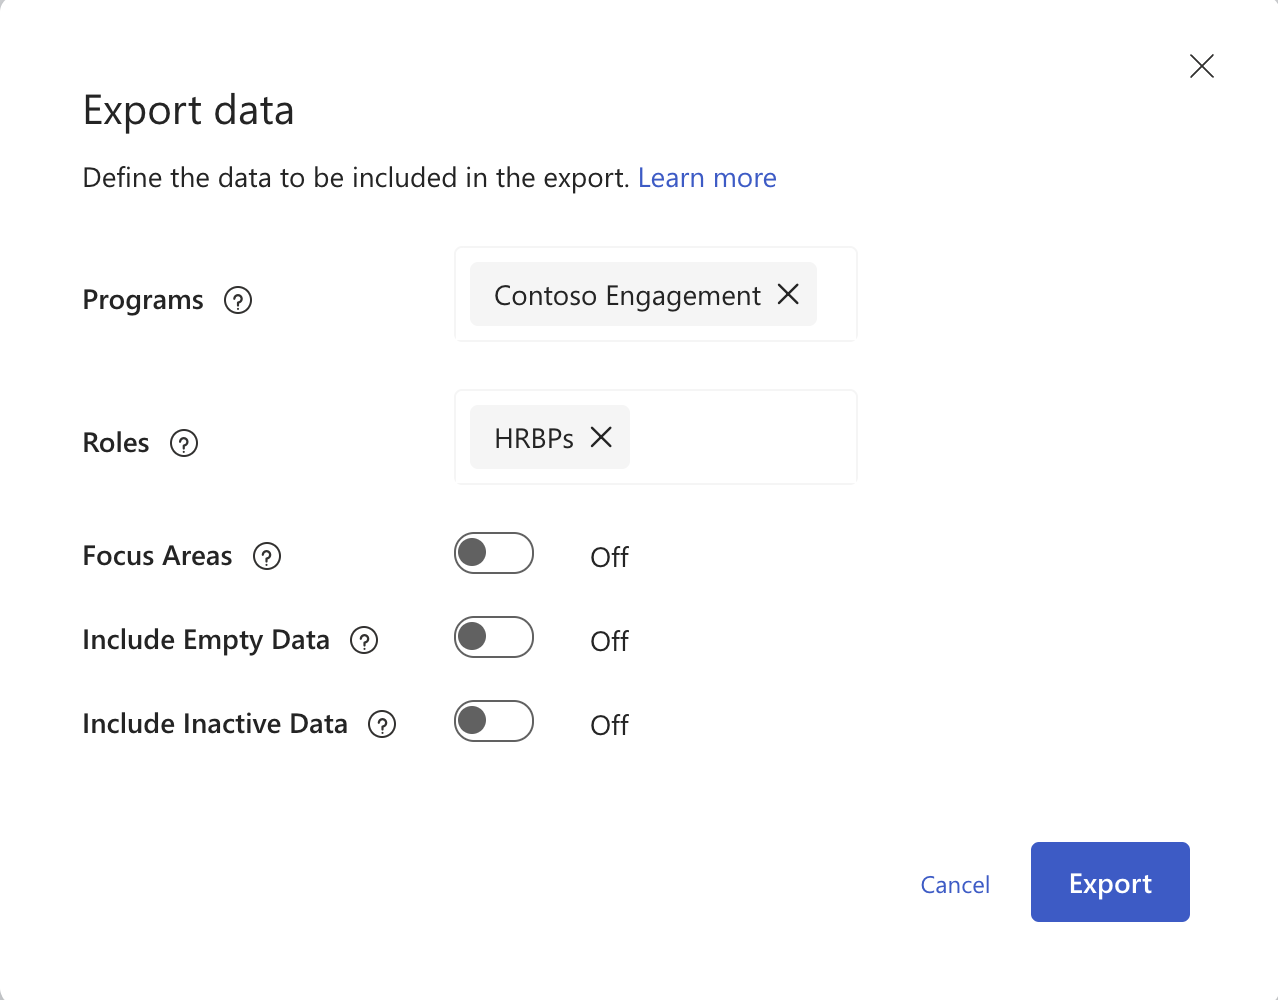 Export data
Define the data to be included in the export. Learn more
Programs
Contoso Engagement
Roles
HRBPs
Focus Areas
Off
Include Empty Data
Off
Include Inactive Data
Off
Cancel
Export